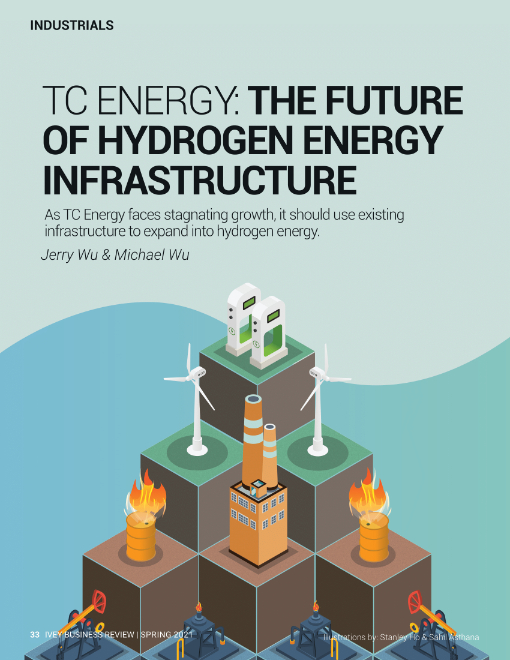 INDUSTRIALS
TC ENERGY: THE FUTURE
OF HYDROGEN ENERGY
INFRASTRUCTURE
As TC Energy faces stagnating growth, it should use existing
infrastructure to expand into hydrogen energy.
Jerry Wu & Michael Wu
33 IVEY BUSINESS REVIEW | SPRING 2021
Illustrations by: Stanley Ho & Sahil Asthana